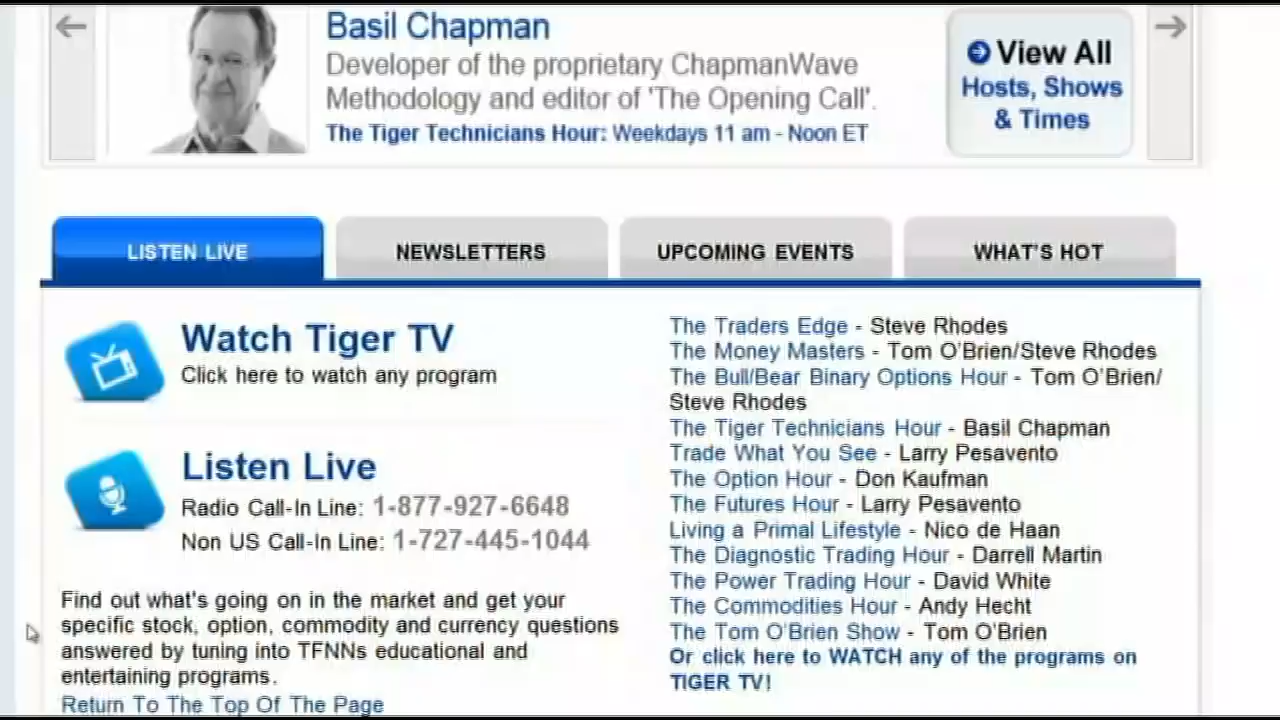 Basil Chapman
Developer of the proprietary ChapmanWave
Methodology and editor of 'The Opening Call'.
The Tiger Technicians Hour: Weekdays 11 am - Noon ET
View All
Hosts, Shows
& Times
LISTEN LIVE
NEWSLETTERS
UPCOMING EVENTS
WHAT'S HOT
Watch Tiger TV
Click here to watch any program
Listen Live
Radio Call-In Line: 1-877-927-6648
Non US Call-In Line: 1-727-445-1044
Find out what's going on in the market and get your
specific stock, option, commodity and currency questions
answered by tuning into TFNNs educational and
entertaining programs.
Return To The Top Of The Page
The Traders Edge - Steve Rhodes
The Money Masters - Tom O'Brien/Steve Rhodes
The Bull/Bear Binary Options Hour - Tom O'Brien/
Steve Rhodes
The Tiger Technicians Hour - Basil Chapman
Trade What You See - Larry Pesavento
The Option Hour - Don Kaufman
The Futures Hour - Larry Pesavento
Living a Primal Lifestyle - Nico de Haan
The Diagnostic Trading Hour - Darrell Martin
The Power Trading Hour - David White
The Commodities Hour - Andy Hecht
The Tom O'Brien Show - Tom O'Brien
Or click here to WATCH any of the programs on
TIGER TV!